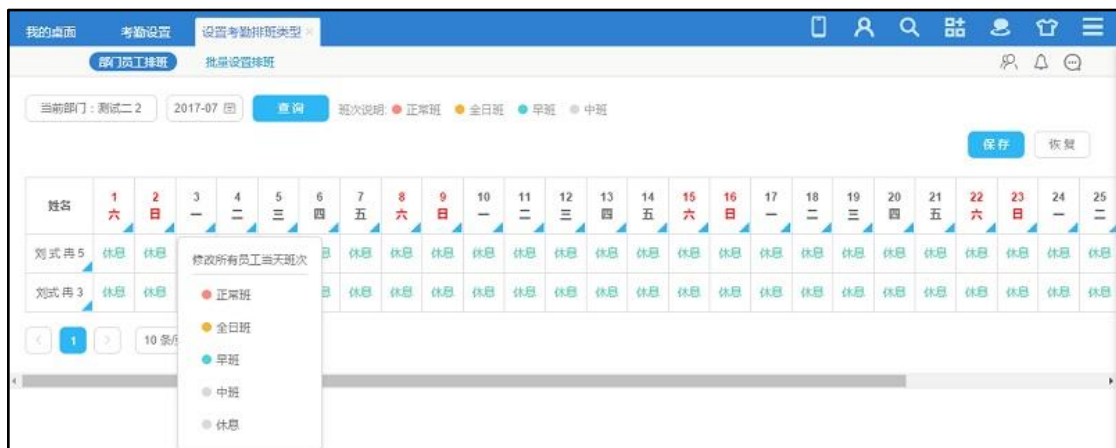 我的桌面 考勤设置 设置考勤排班类型 ×
部门员工排班 批量设置排班
当前部门：测试二 2 2017-07 查询 班次说明: 正常班 全日班 早班 中班
保存 恢复
姓名 1 2 3 4 5 6 7 8 9 10 11 12 13 14 15 16 17 18 19 20 21 22 23 24 25
六 日 一 二 三 四 五 六 日 一 二 三 四 五 六 日 一 二 三 四 五 六 日 一 二
刘式冉 5 休息 休息 休息 休息 休息 休息 休息 休息 休息 休息 休息 休息 休息 休息 休息 休息 休息 休息 休息 休息 休息
刘式冉 3 休息 休息 休息 休息 休息 休息 休息 休息 休息 休息 休息 休息 休息 休息 休息 休息 休息 休息 休息 休息 休息
修改所有员工当天班次
正常班
全日班
早班
中班
休息
< 1 > 10 条/